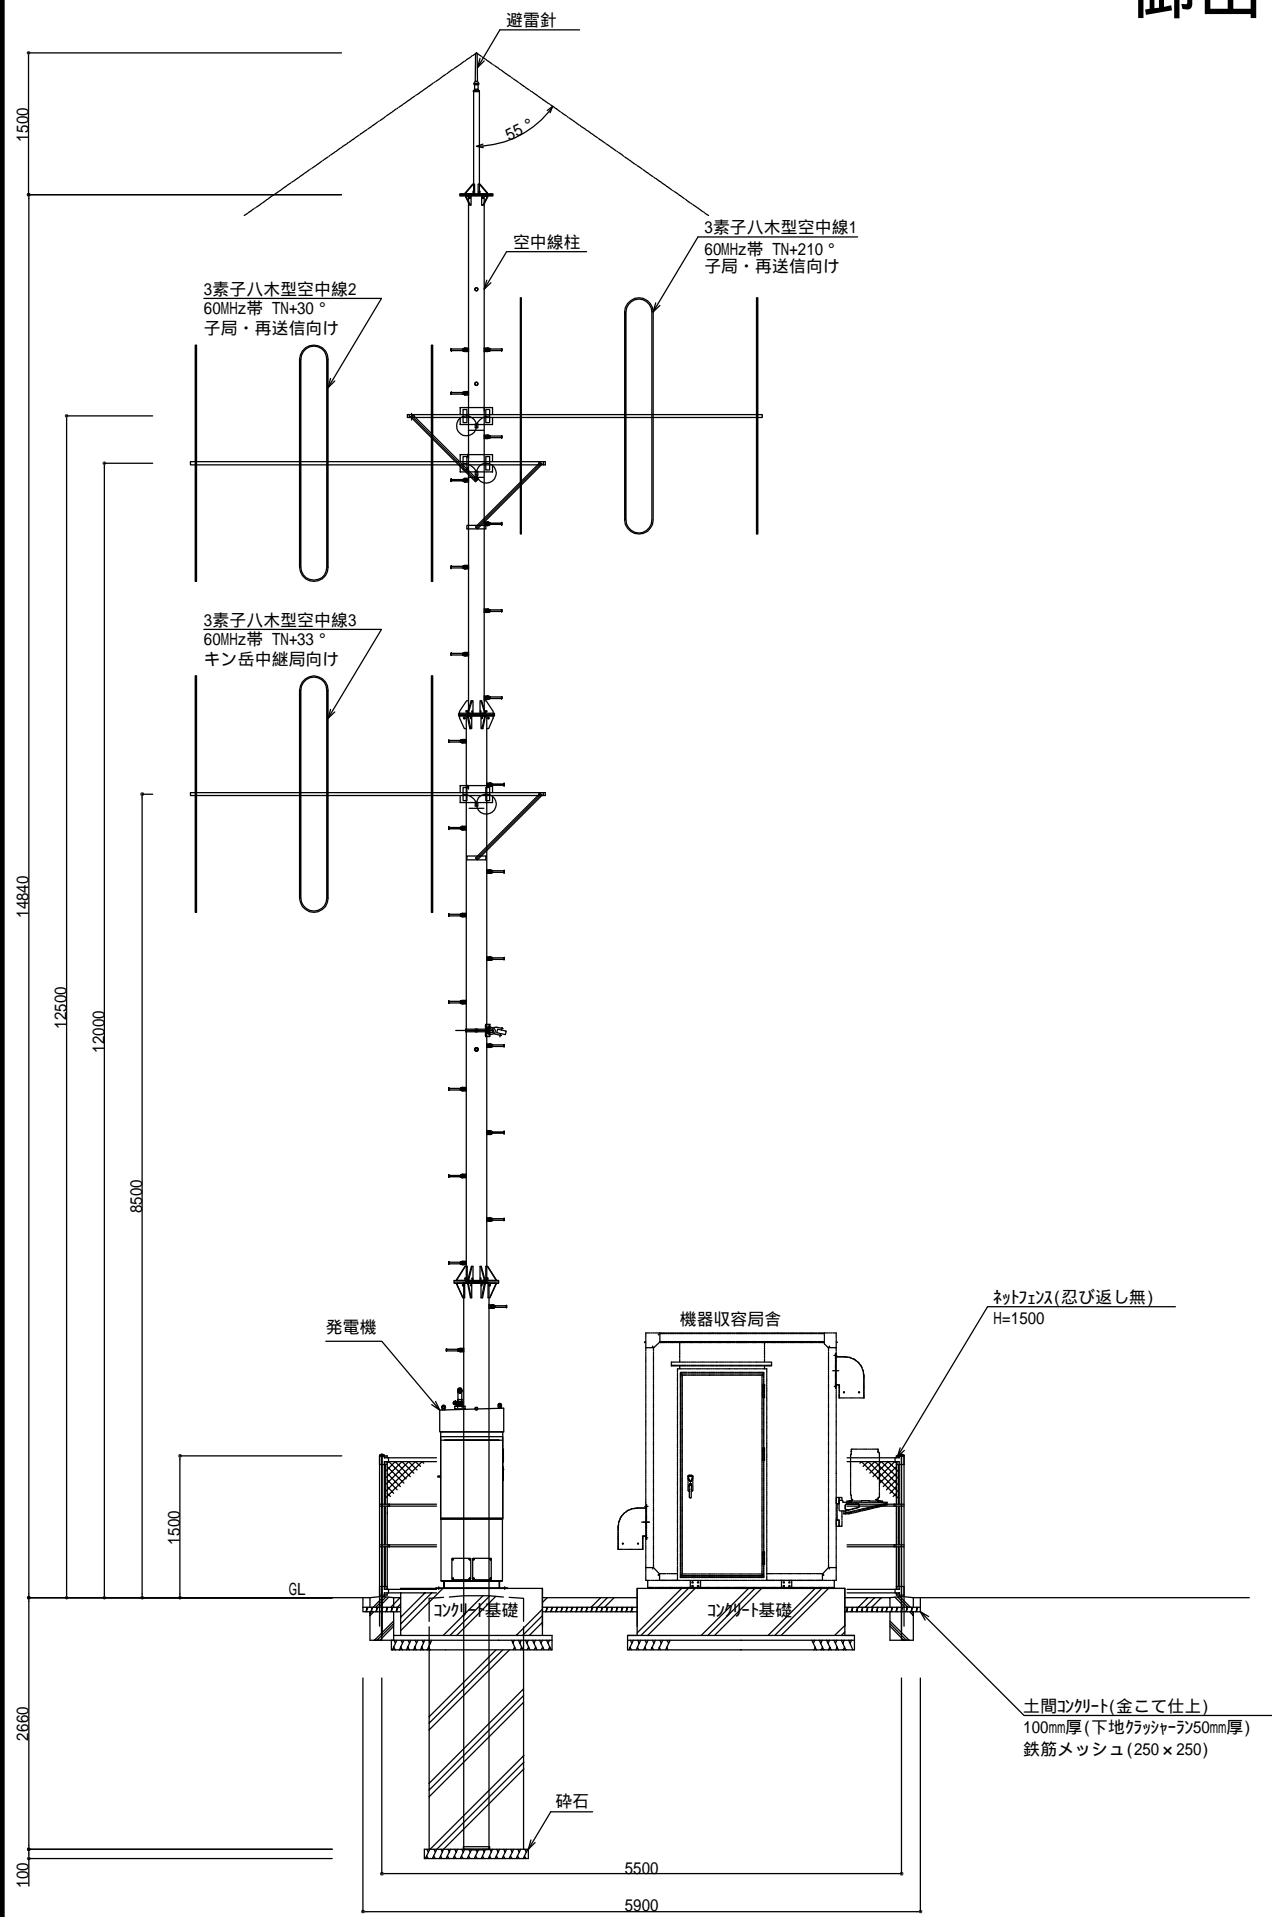 避雷針
1500
55°
3素子八木型空中線1
60MHz帯 TN+210°
子局・再送信向け
空中線柱
3素子八木型空中線2
60MHz帯 TN+30°
子局・再送信向け
3素子八木型空中線3
60MHz帯 TN+33°
キン岳中継局向け
14840
12500
12000
8500
ネットフェンス(忍び返し無)
H=1500
機器収容局舎
発電機
1500
GL
コンクリート基礎
コンクリート基礎
土間コンクリート(金こて仕上)
100mm厚(下地クラッシャーラン50mm厚)
鉄筋メッシュ(250×250)
2660
砕石
100
5500
5900